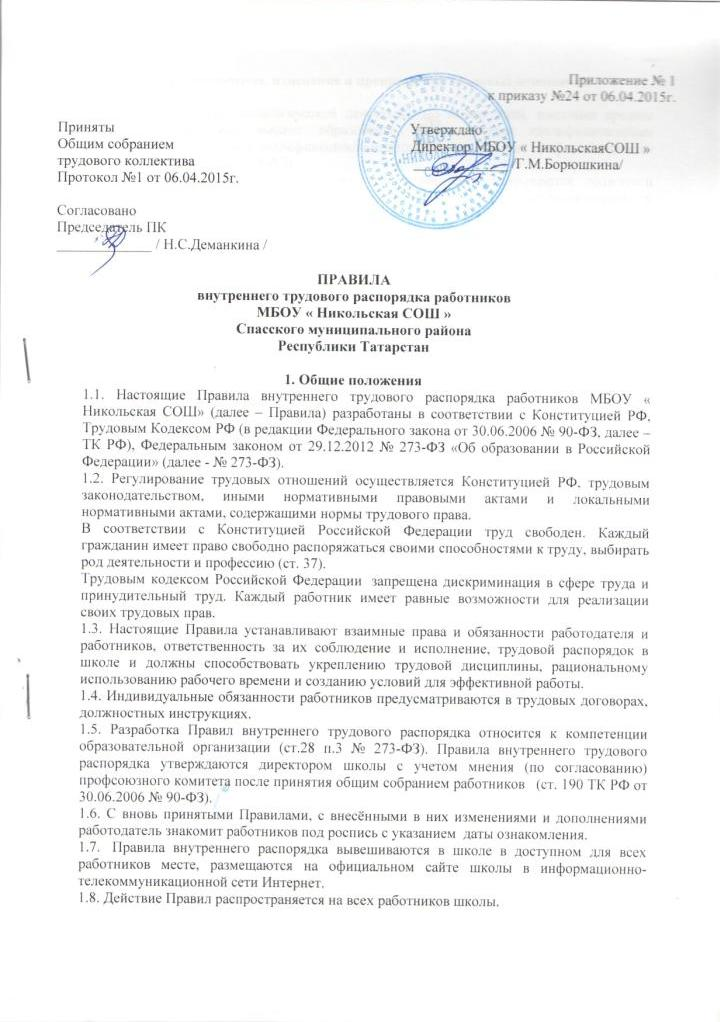 Приложение № 1
к приказу №24 от 06.04.2015г.
Приняты
Общим собранием
трудового коллектива
Протокол №1 от 06.04.2015г.
Утверждаю
Директор МБОУ « НикольскаяСОШ »
/Г.М.Борюшкина/
Согласовано
Председатель ПК
_____________ / Н.С.Деманкина /
ПРАВИЛА
внутреннего трудового распорядка работников
МБОУ « Никольская СОШ »
Спасского муниципального района
Республики Татарстан
1. Общие положения
1.1. Настоящие Правила внутреннего трудового распорядка работников МБОУ «
Никольская СОШ» (далее – Правила) разработаны в соответствии с Конституцией РФ,
Трудовым Кодексом РФ (в редакции Федерального закона от 30.06.2006 № 90-ФЗ, далее –
ТК РФ), Федеральным законом от 29.12.2012 № 273-ФЗ «Об образовании в Российской
Федерации» (далее - № 273-ФЗ).
1.2. Регулирование трудовых отношений осуществляется Конституцией РФ, трудовым
законодательством, иными нормативными правовыми актами и локальными
нормативными актами, содержащими нормы трудового права.
В соответствии с Конституцией Российской Федерации труд свободен. Каждый
гражданин имеет право свободно распоряжаться своими способностями к труду, выбирать
род деятельности и профессию (ст. 37).
Трудовым кодексом Российской Федерации запрещена дискриминация в сфере труда и
принудительный труд. Каждый работник имеет равные возможности для реализации
своих трудовых прав.
1.3. Настоящие Правила устанавливают взаимные права и обязанности работодателя и
работников, ответственность за их соблюдение и исполнение, трудовой распорядок в
школе и должны способствовать укреплению трудовой дисциплины, рациональному
использованию рабочего времени и созданию условий для эффективной работы.
1.4. Индивидуальные обязанности работников предусматриваются в трудовых договорах,
должностных инструкциях.
1.5. Разработка Правил внутреннего трудового распорядка относится к компетенции
образовательной организации (ст.28 п.3 № 273-ФЗ). Правила внутреннего трудового
распорядка утверждаются директором школы с учетом мнения (по согласованию)
профсоюзного комитета после принятия общим собранием работников (ст. 190 ТК РФ от
30.06.2006 № 90-ФЗ).
1.6. С вновь принятыми Правилами, с внесёнными в них изменениями и дополнениями
работодатель знакомит работников под роспись с указанием даты ознакомления.
1.7. Правила внутреннего распорядка вывешиваются в школе в доступном для всех
работников месте, размещаются на официальном сайте школы в информационно-
телекоммуникационной сети Интернет.
1.8. Действие Правил распространяется на всех работников школы.